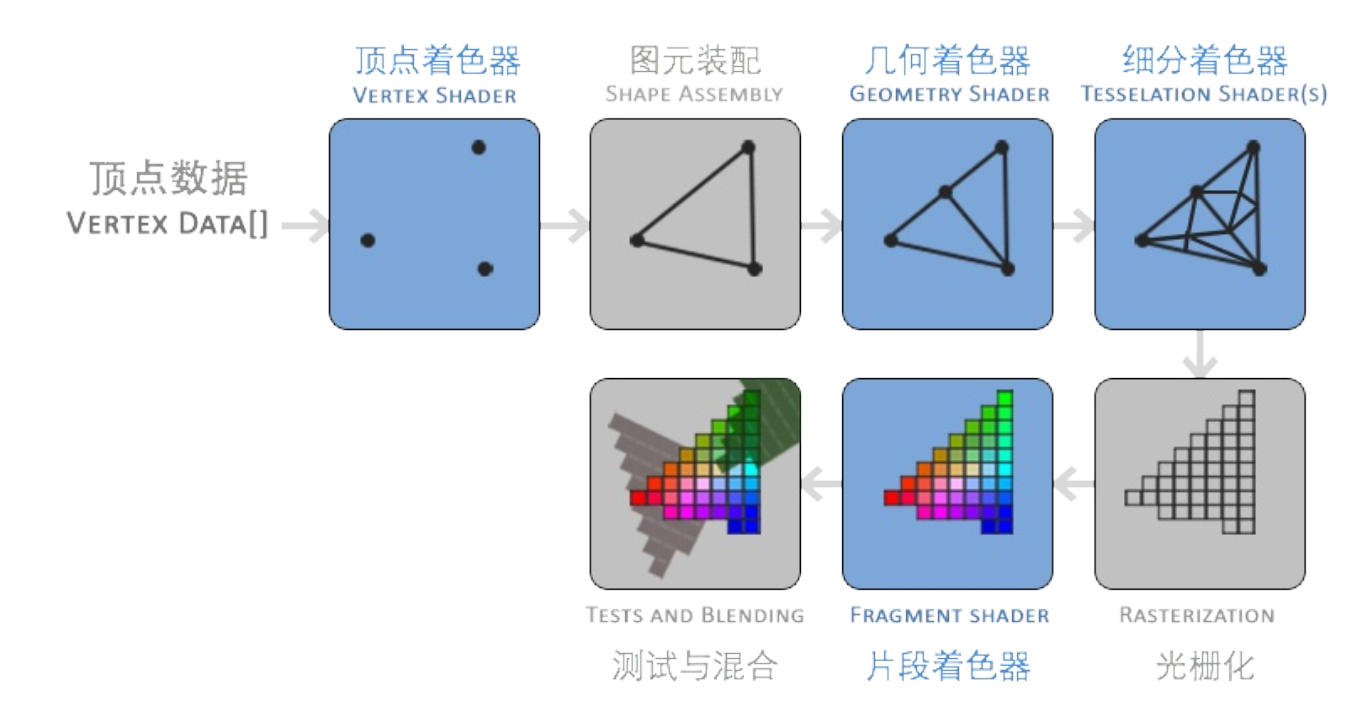 顶点数据
VERTEX DATA[]
顶点着色器
VERTEX SHADER
图元装配
SHAPE ASSEMBLY
几何着色器
GEOMETRY SHADER
细分着色器
TESSELATION SHADER(S)
TESTS AND BLENDING
测试与混合
FRAGMENT SHADER
片段着色器
RASTERIZATION
光栅化